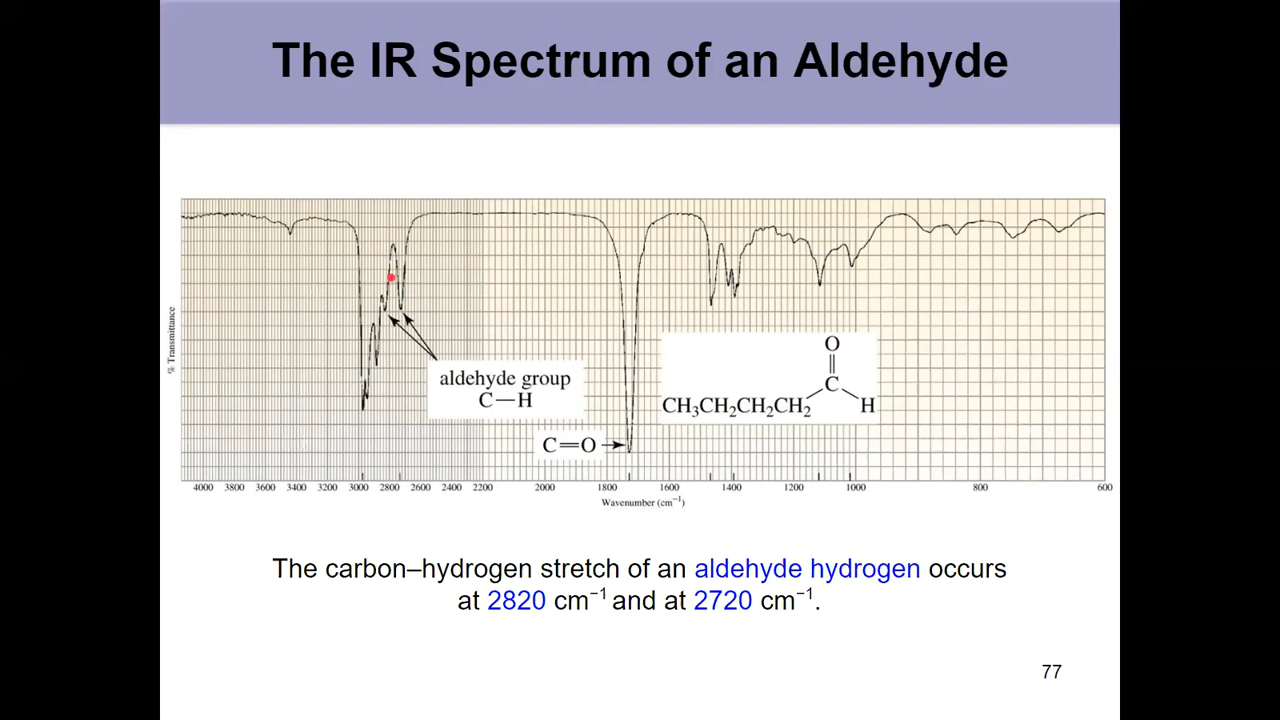 The IR Spectrum of an Aldehyde
% Transmittance
aldehyde group
C—H
C=O
O
C
CH₃CH₂CH₂CH₂ H
4000 3800 3600 3400 3200 3000 2800 2600 2400 2200 2000 1800 1600 1400 1200 1000 800 600
Wavenumber (cm⁻¹)
The carbon–hydrogen stretch of an aldehyde hydrogen occurs
at 2820 cm⁻¹ and at 2720 cm⁻¹.
77